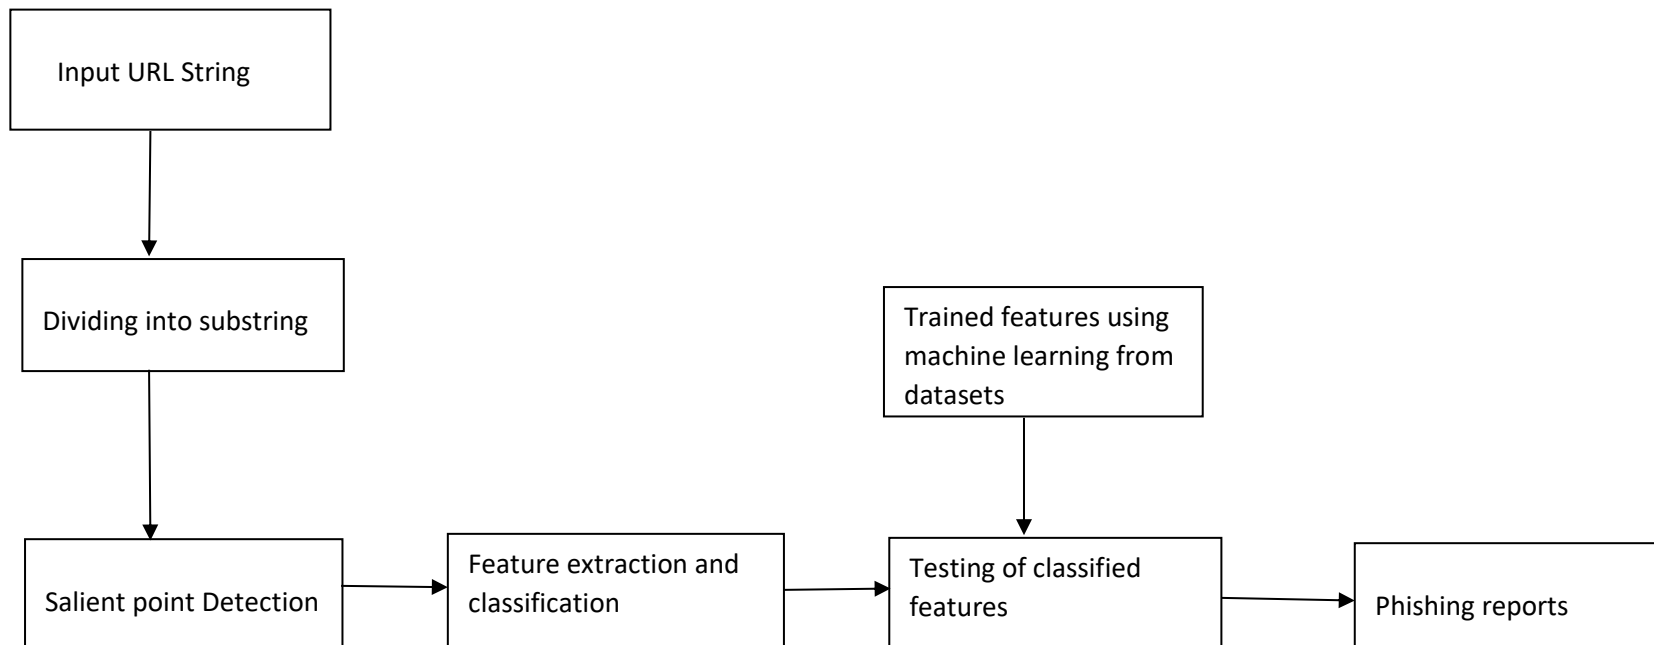 Input URL String
Dividing into substring
Trained features using
machine learning from
datasets
Salient point Detection
Feature extraction and
classification
Testing of classified
features
Phishing reports